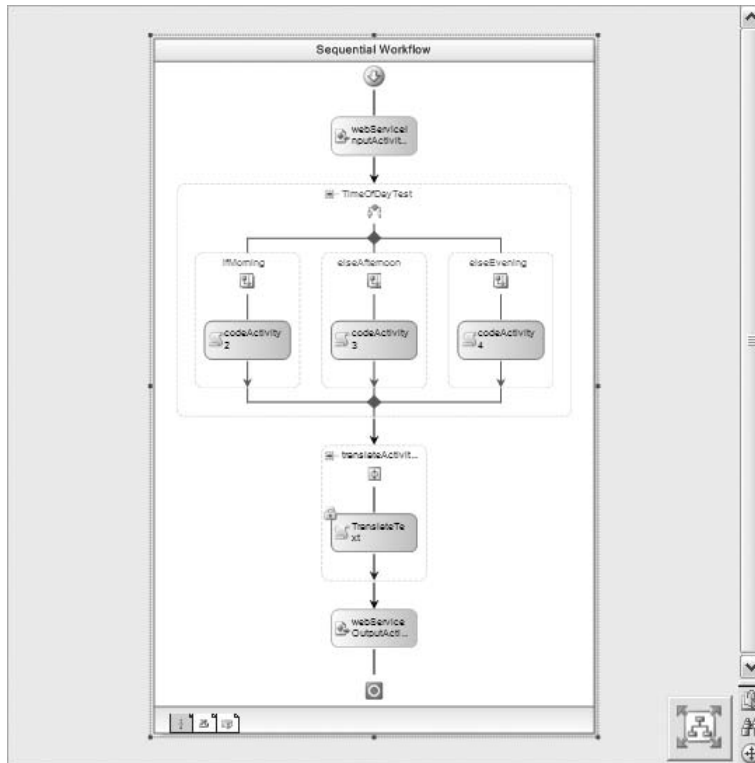 Sequential Workflow
webServiceI
nputActivit...
TimeOfDayTest
ifMorning
elseAfternoon
elseEvening
codeActivity
2
codeActivity
3
codeActivity
4
translateActivit...
TranslateTe
xt
webService
OutputActi...